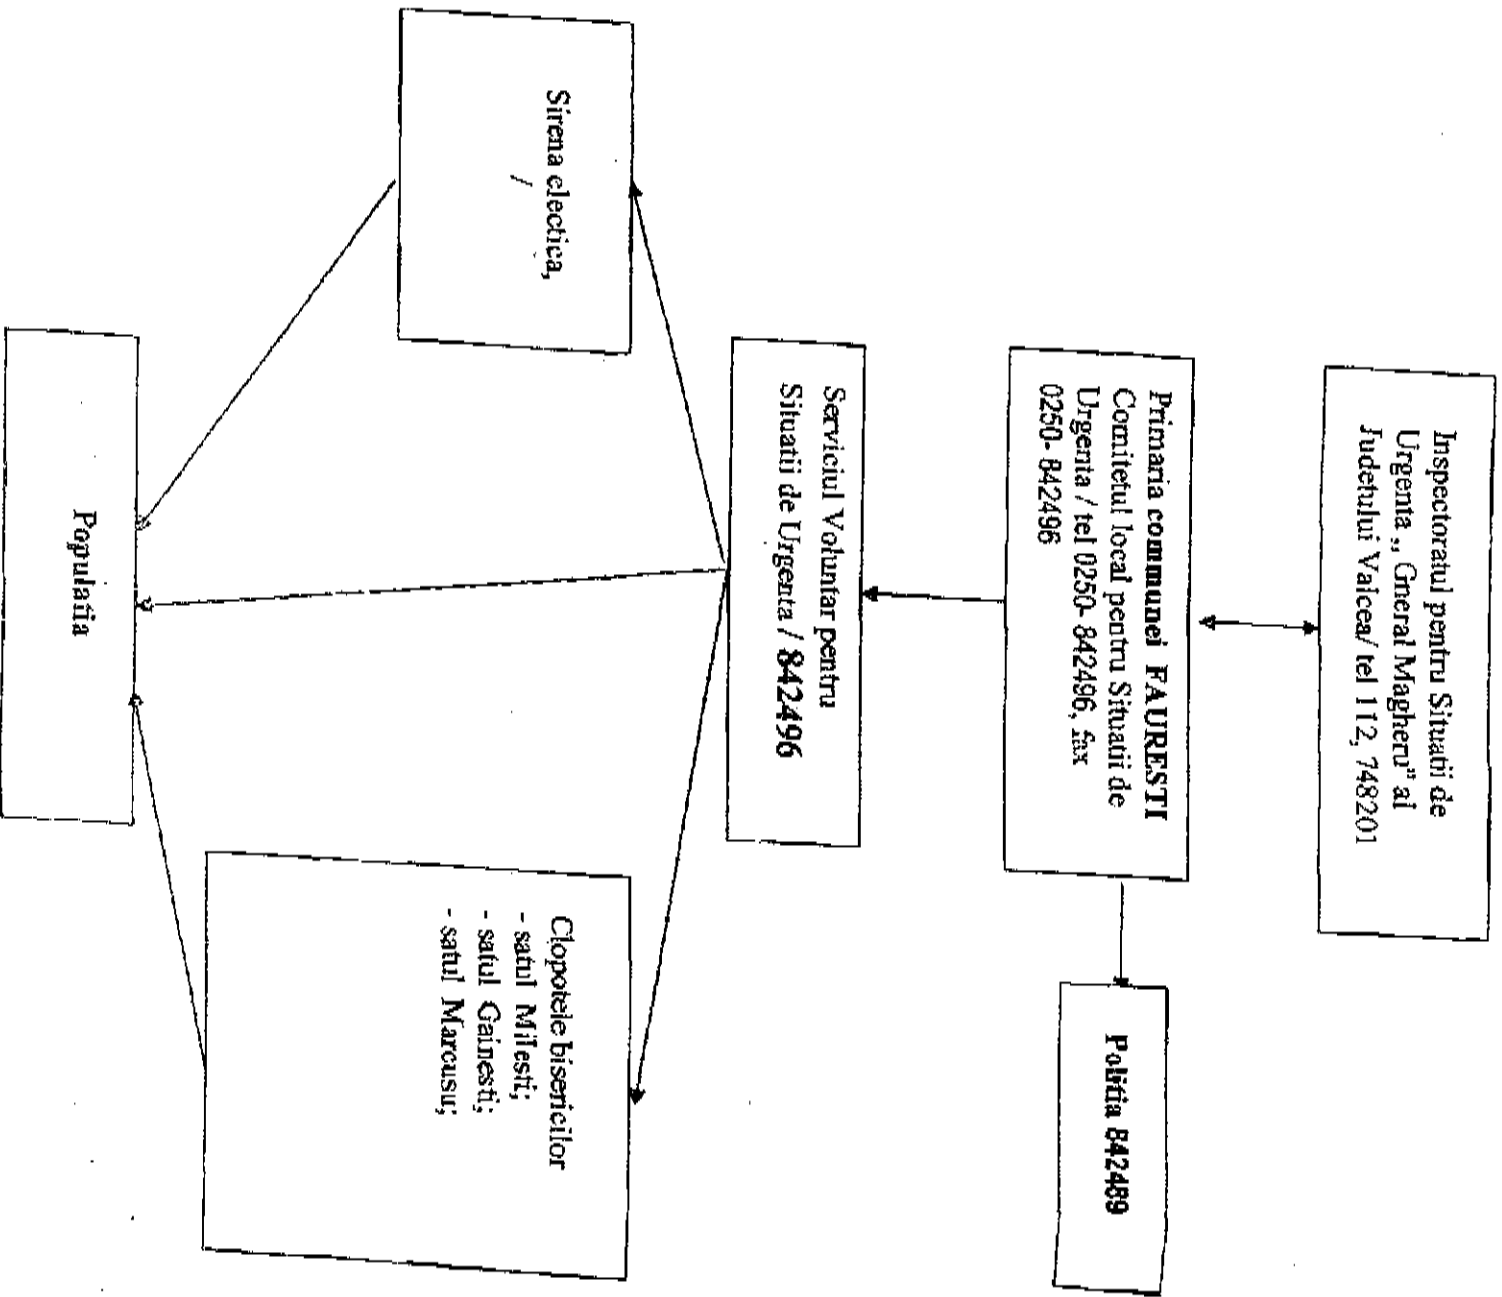 Inspectoratul pentru Situatii de
Urgenta „ Gneral Magheru” al
Judetului Valcea/ tel 112, 748201
Primaria communei FAURESTI
Comitetul local pentru Situatii de
Urgenta / tel 0250- 842496, fax
0250- 842496
Politia 842489
Serviciul Voluntar pentru
Situatii de Urgenta / 842496
Sirena electica,
/
Clopotele bisericilor
- satul Milesti;
- satul Gainesti;
- satul Marcusu;
Populatia